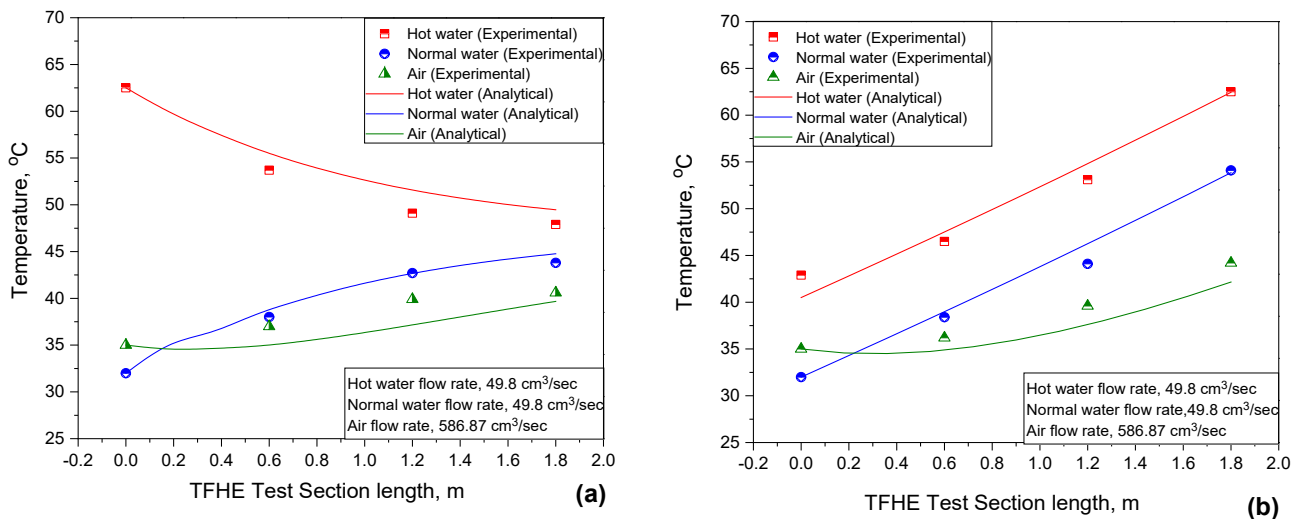 70
65
60
55
50
45
40
35
30
25
-0.2 0.0 0.2 0.4 0.6 0.8 1.0 1.2 1.4 1.6 1.8 2.0
Temperature, °C
TFHE Test Section length, m
(a)
Hot water (Experimental)
Normal water (Experimental)
Air (Experimental)
Hot water (Analytical)
Normal water (Analytical)
Air (Analytical)
Hot water flow rate, 49.8 cm³/sec
Normal water flow rate, 49.8 cm³/sec
Air flow rate, 586.87 cm³/sec
70
65
60
55
50
45
40
35
30
25
-0.2 0.0 0.2 0.4 0.6 0.8 1.0 1.2 1.4 1.6 1.8 2.0
Temperature, °C
TFHE Test Section length, m
(b)
Hot water (Experimental)
Normal water (Experimental)
Air (Experimental)
Hot water (Analytical)
Normal water (Analytical)
Air (Analytical)
Hot water flow rate, 49.8 cm³/sec
Normal water flow rate,49.8 cm³/sec
Air flow rate, 586.87 cm³/sec